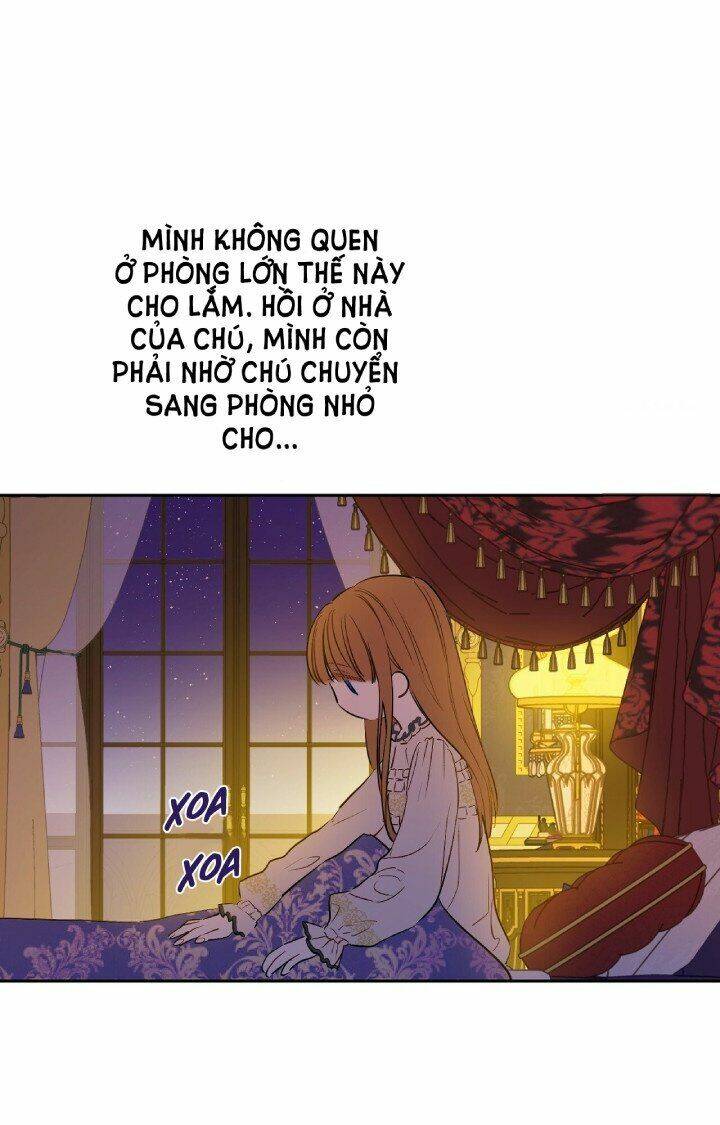 MÌNH KHÔNG QUEN
Ở PHÒNG LỚN THẾ NÀY
CHO LẮM. HỒI Ở NHÀ
CỦA CHÚ, MÌNH CÒN
PHẢI NHỜ CHÚ CHUYỂN
SANG PHÒNG NHỎ
CHO...
XOA
XOA